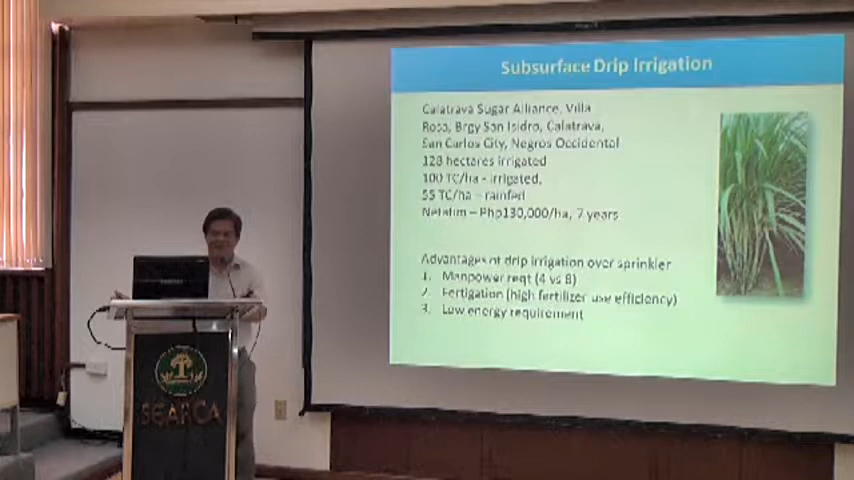 Subsurface Drip Irrigation
Calatrava Sugar Alliance, Villa
Rosa, Brgy San Isidro, Calatrava,
San Carlos City, Negros Occidental
128 hectares irrigated
100 TC/ha - irrigated,
55 TC/ha – rainfed
Netafim – Php130,000/ha, 7 years
Advantages of drip irrigation over sprinkler
1. Manpower reqt (4 vs 8)
2. Fertigation (high fertilizer use efficiency)
3. Low energy requirement
SEARCA